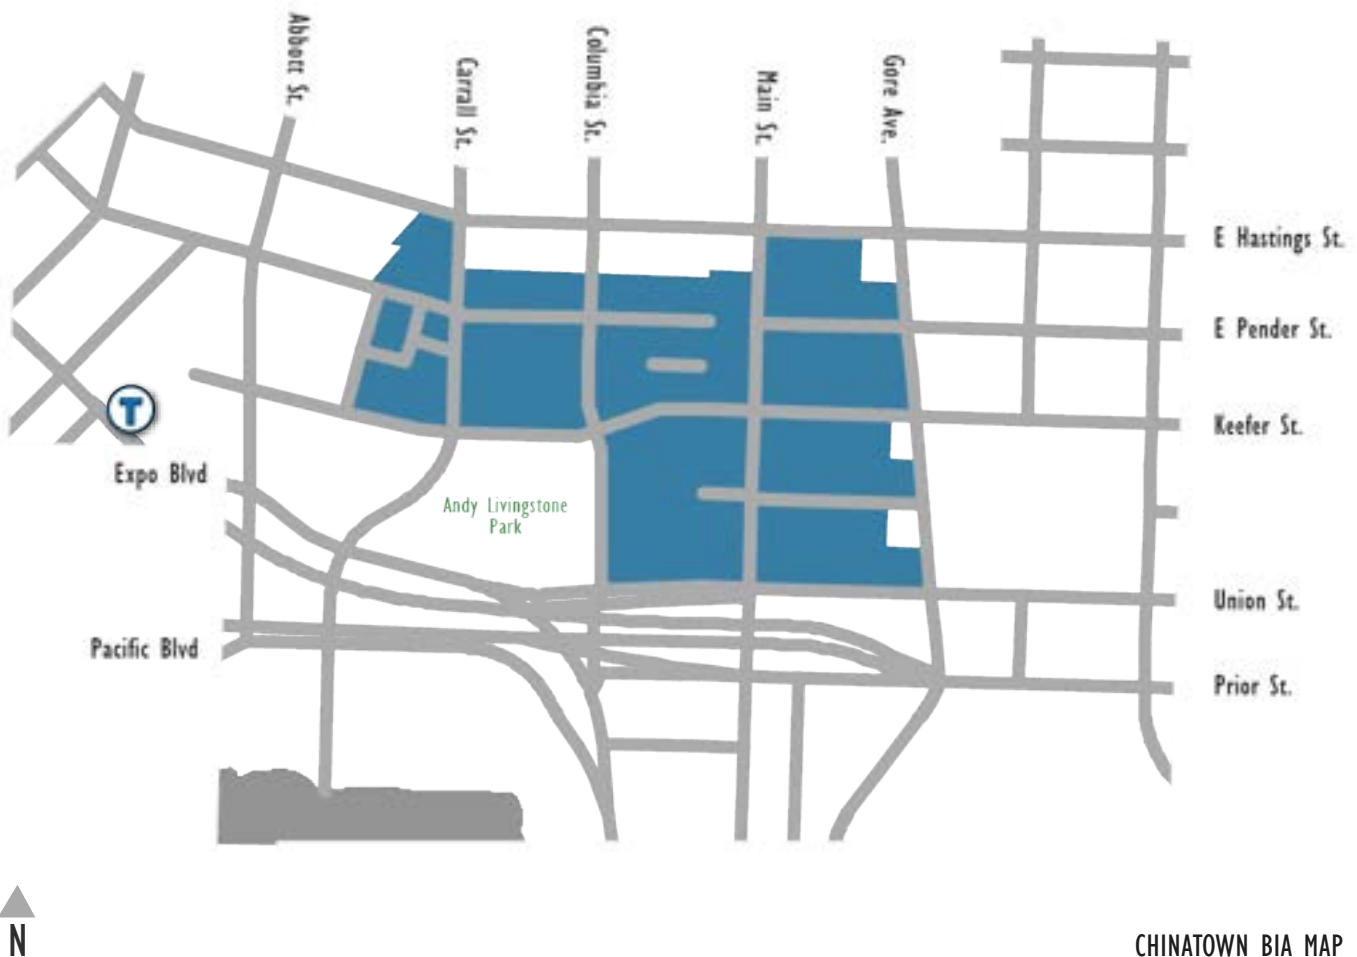 Abbott St.
Carrall St.
Columbia St.
Main St.
Gore Ave.
E Hastings St.
E Pender St.
T
Keefer St.
Expo Blvd
Andy Livingstone
Park
Union St.
Pacific Blvd
Prior St.
N
CHINATOWN BIA MAP